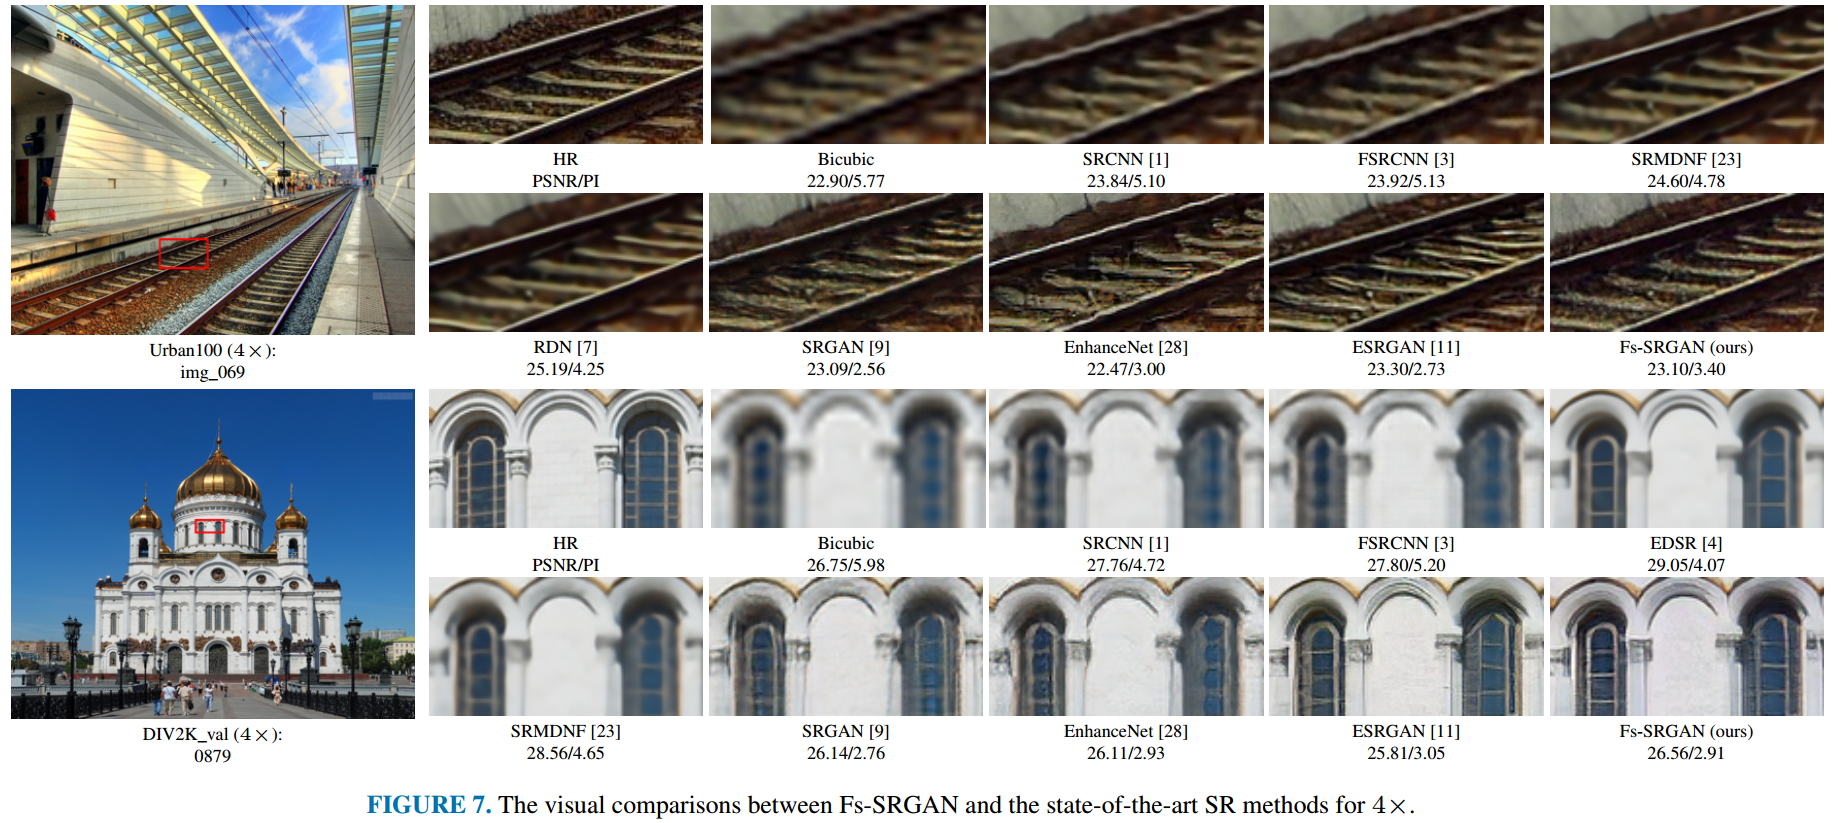 HR
PSNR/PI
Bicubic
22.90/5.77
SRCNN [1]
23.84/5.10
FSRCNN [3]
23.92/5.13
SRMDNF [23]
24.60/4.78
Urban100 (4×):
img_069
RDN [7]
25.19/4.25
SRGAN [9]
23.09/2.56
EnhanceNet [28]
22.47/3.00
ESRGAN [11]
23.30/2.73
Fs-SRGAN (ours)
23.10/3.40
HR
PSNR/PI
Bicubic
26.75/5.98
SRCNN [1]
27.76/4.72
FSRCNN [3]
27.80/5.20
EDSR [4]
29.05/4.07
DIV2K_val (4×):
0879
SRMDNF [23]
28.56/4.65
SRGAN [9]
26.14/2.76
EnhanceNet [28]
26.11/2.93
ESRGAN [11]
25.81/3.05
Fs-SRGAN (ours)
26.56/2.91
FIGURE 7. The visual comparisons between Fs-SRGAN and the state-of-the-art SR methods for 4×.